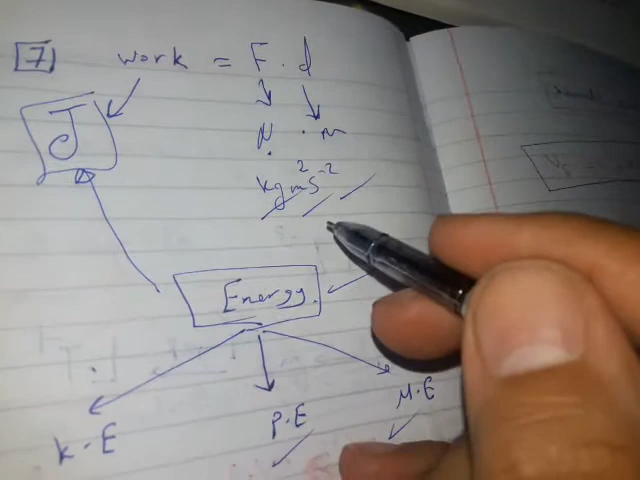 7 work = F . d
J
N . m
kgm²s⁻²
Energy.
K.E P.E M.E